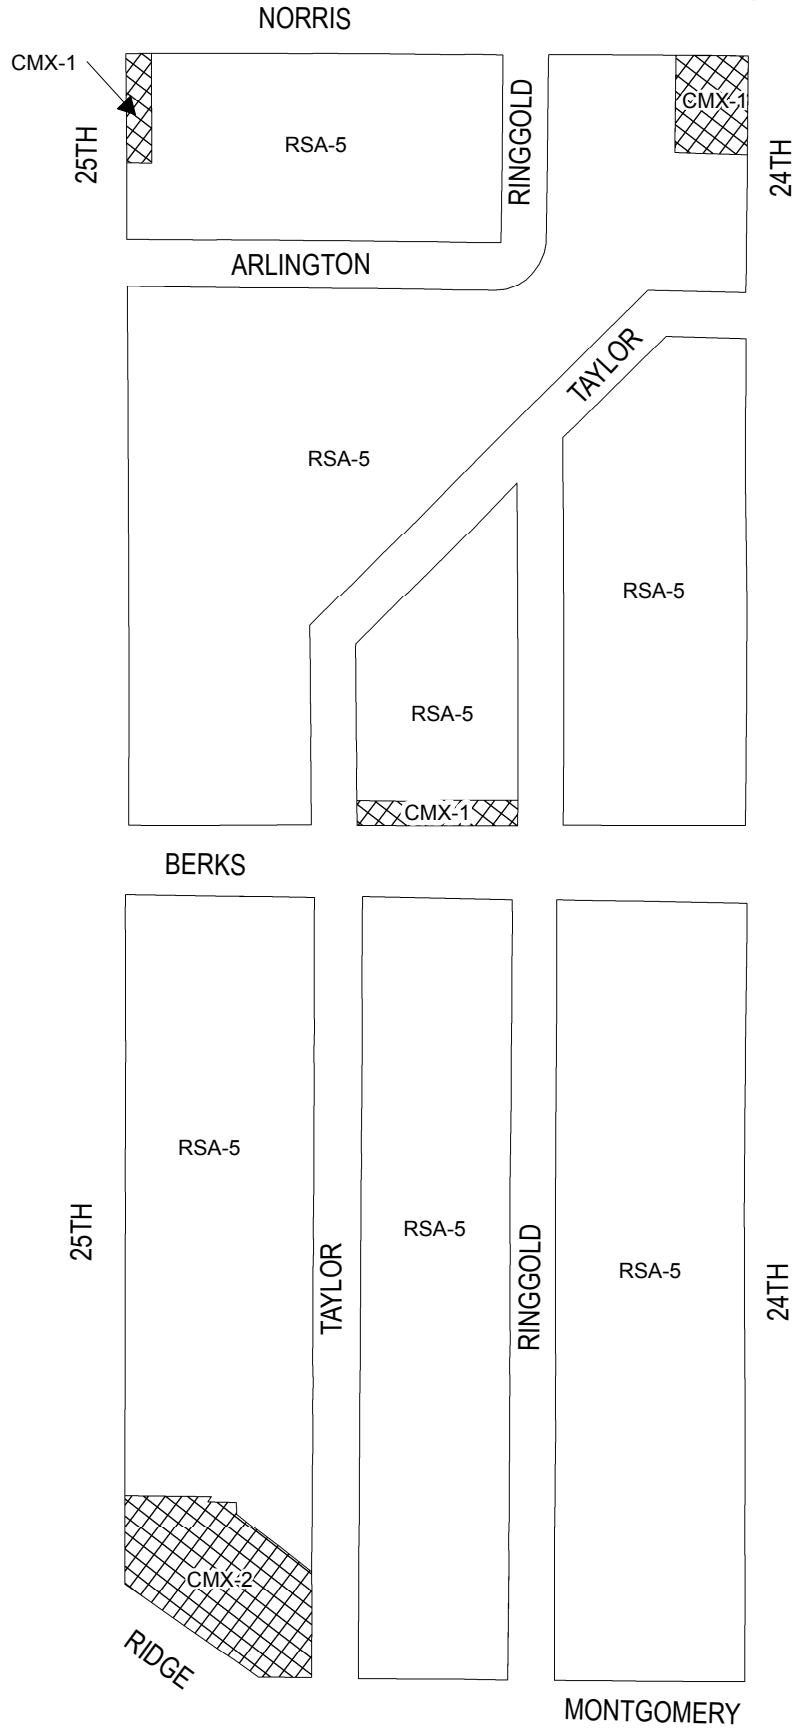 NORRIS
CMX-1
CMX-1
25TH
RSA-5
RINGGOLD
24TH
ARLINGTON
TAYLOR
RSA-5
RSA-5
RSA-5
CMX-1
BERKS
RSA-5
25TH
TAYLOR
RSA-5
RINGGOLD
RSA-5
24TH
CMX-2
RIDGE
MONTGOMERY